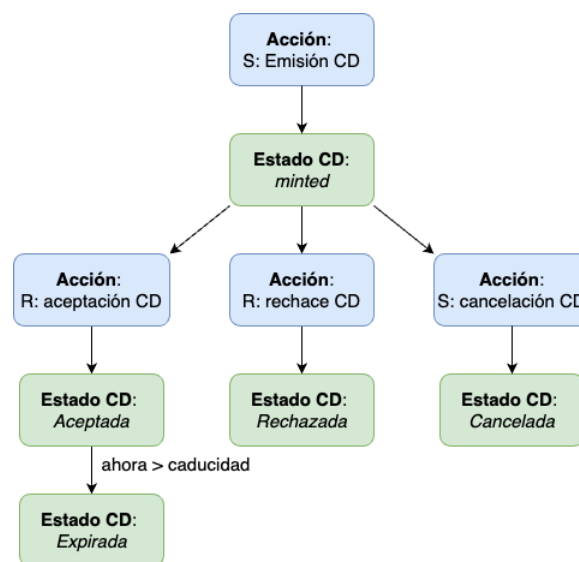 Acción:
S: Emisión CD
Estado CD:
minted
Acción:
R: aceptación CD
Acción:
R: rechace CD
Acción:
S: cancelación CD
Estado CD:
Aceptada
Estado CD:
Rechazada
Estado CD:
Cancelada
ahora > caducidad
Estado CD:
Expirada